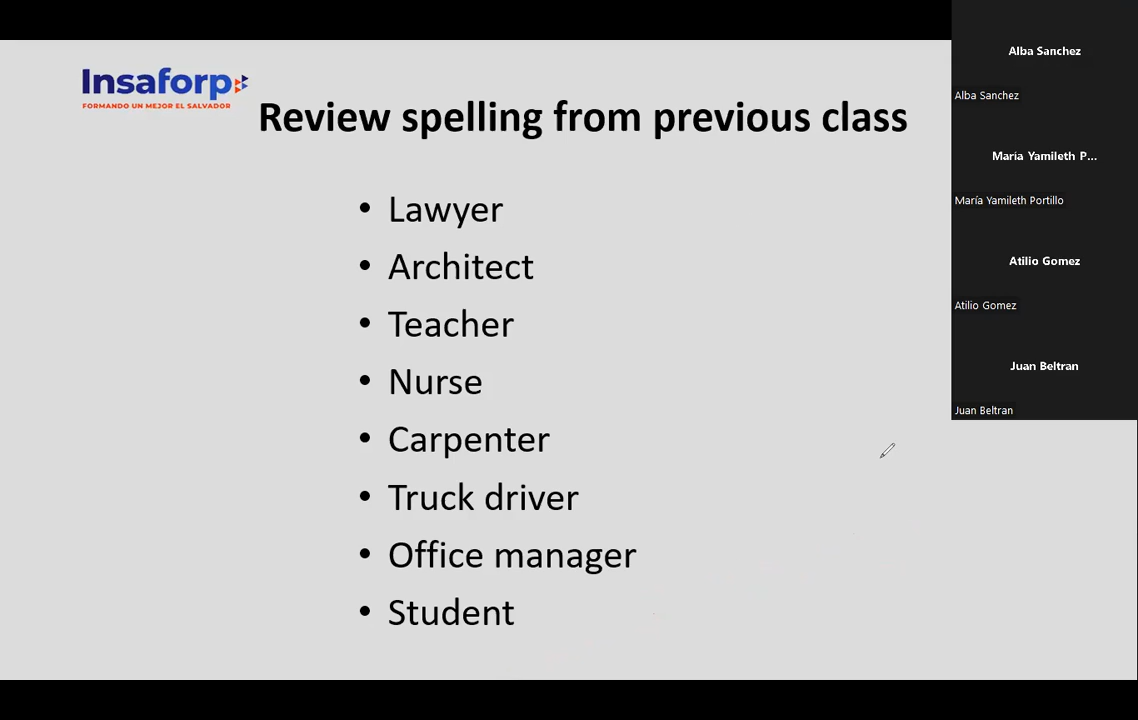 Insaforp
FORMANDO UN MEJOR EL SALVADOR
Review spelling from previous class
• Lawyer
• Architect
• Teacher
• Nurse
• Carpenter
• Truck driver
• Office manager
• Student
Alba Sanchez
Alba Sanchez
María Yamileth P...
María Yamileth Portillo
Atilio Gomez
Atilio Gomez
Juan Beltran
Juan Beltran